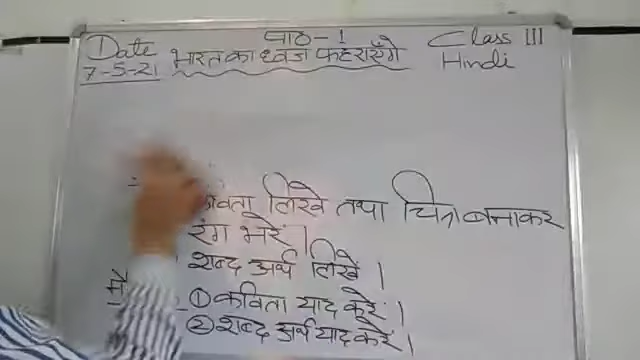 Date
7-5-21
पाठ-1
भारत का ध्वज फहराएँगे
Class III
Hindi
लिखें तथा चित्र बनाकर
रंग भरें।
शब्द अर्थ लिखें।
① कविता याद करें।
② शब्द अर्थ याद करें।